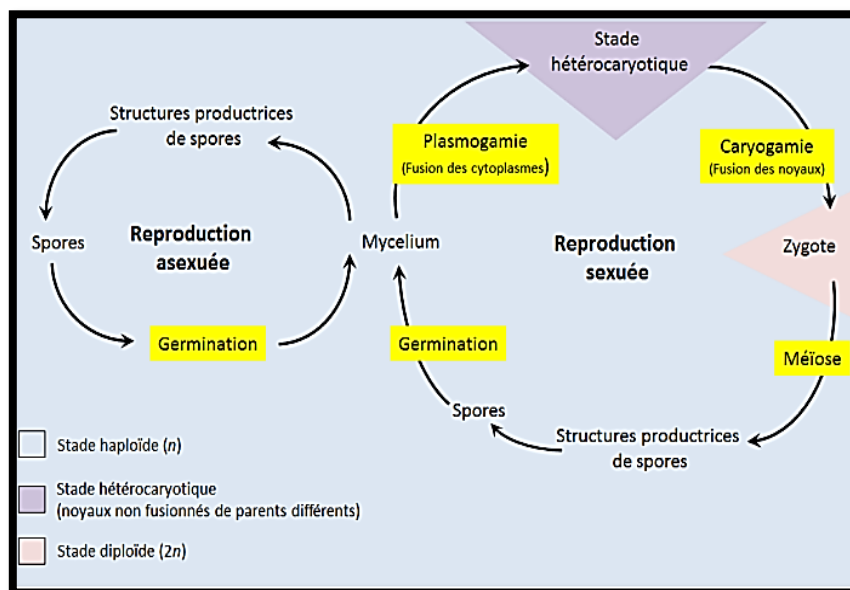 Stade
hétérocaryotique
Structures productrices
de spores
Plasmogamie
(Fusion des cytoplasmes)
Caryogamie
(Fusion des noyaux)
Spores
Reproduction
asexuée
Mycelium
Reproduction
sexuée
Zygote
Germination
Germination
Méïose
Spores
Structures productrices
de spores
Stade haploïde (n)
Stade hétérocaryotique
(noyaux non fusionnés de parents différents)
Stade diploïde (2n)